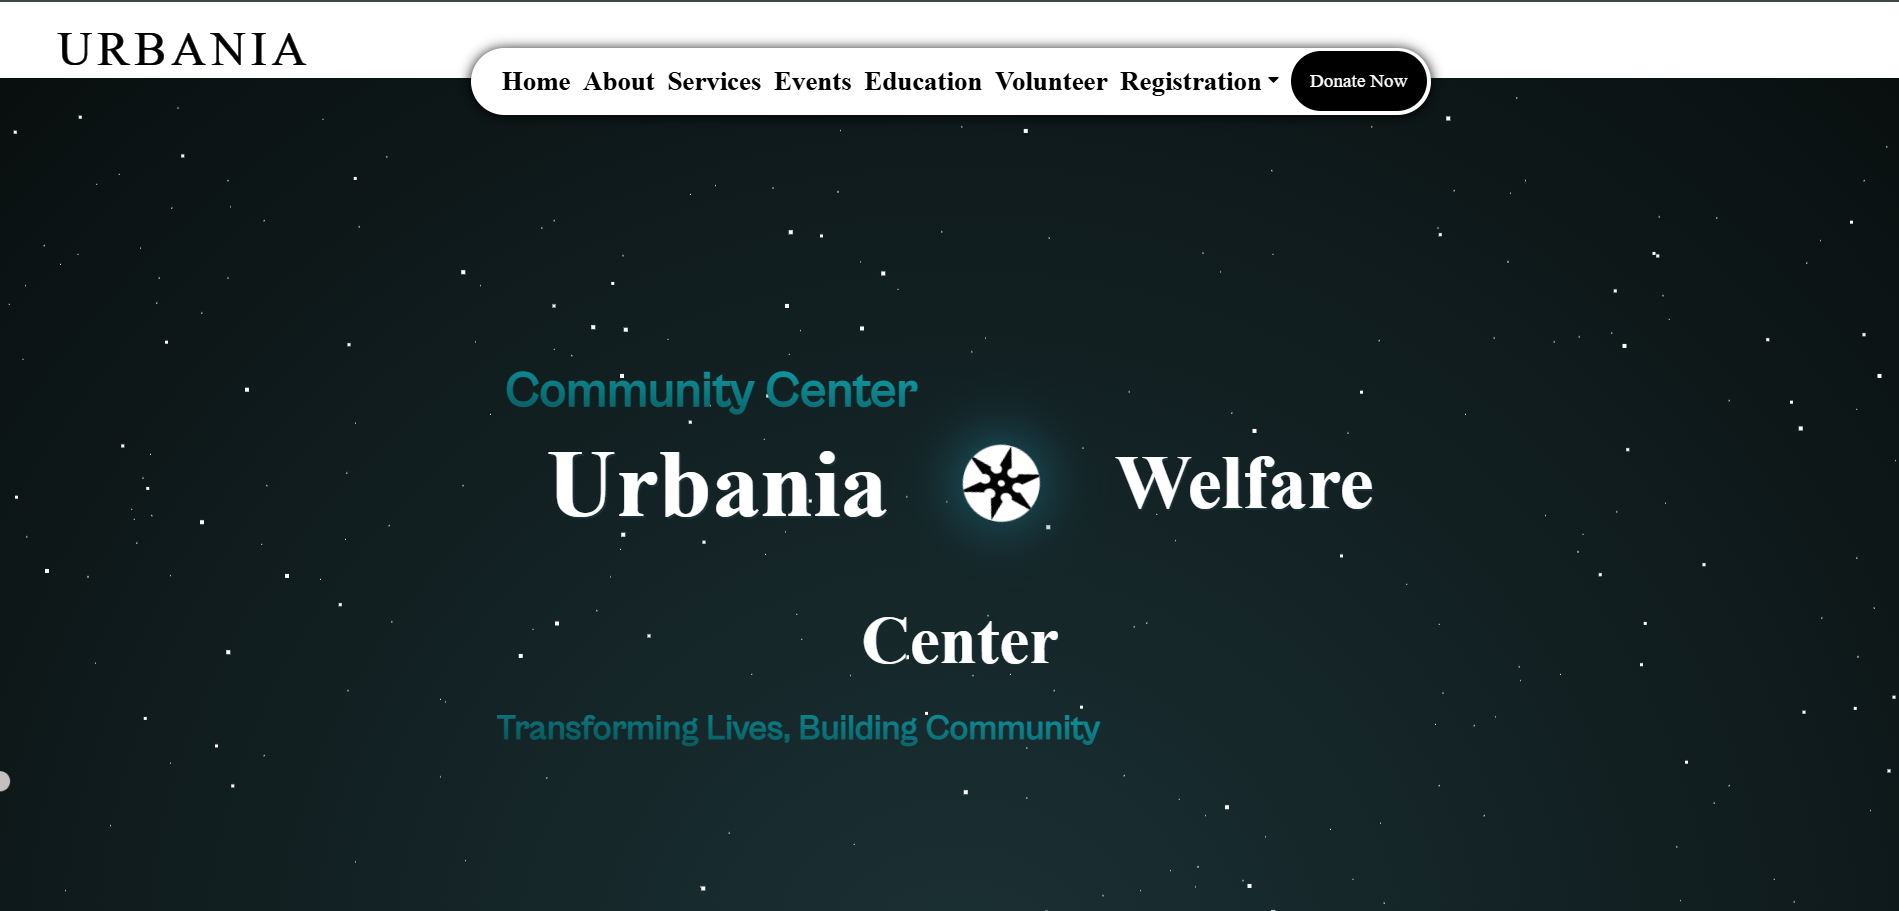 URBANIA
Home About Services Events Education Volunteer Registration Donate Now
Community Center
Urbania Welfare
Center
Transforming Lives, Building Community